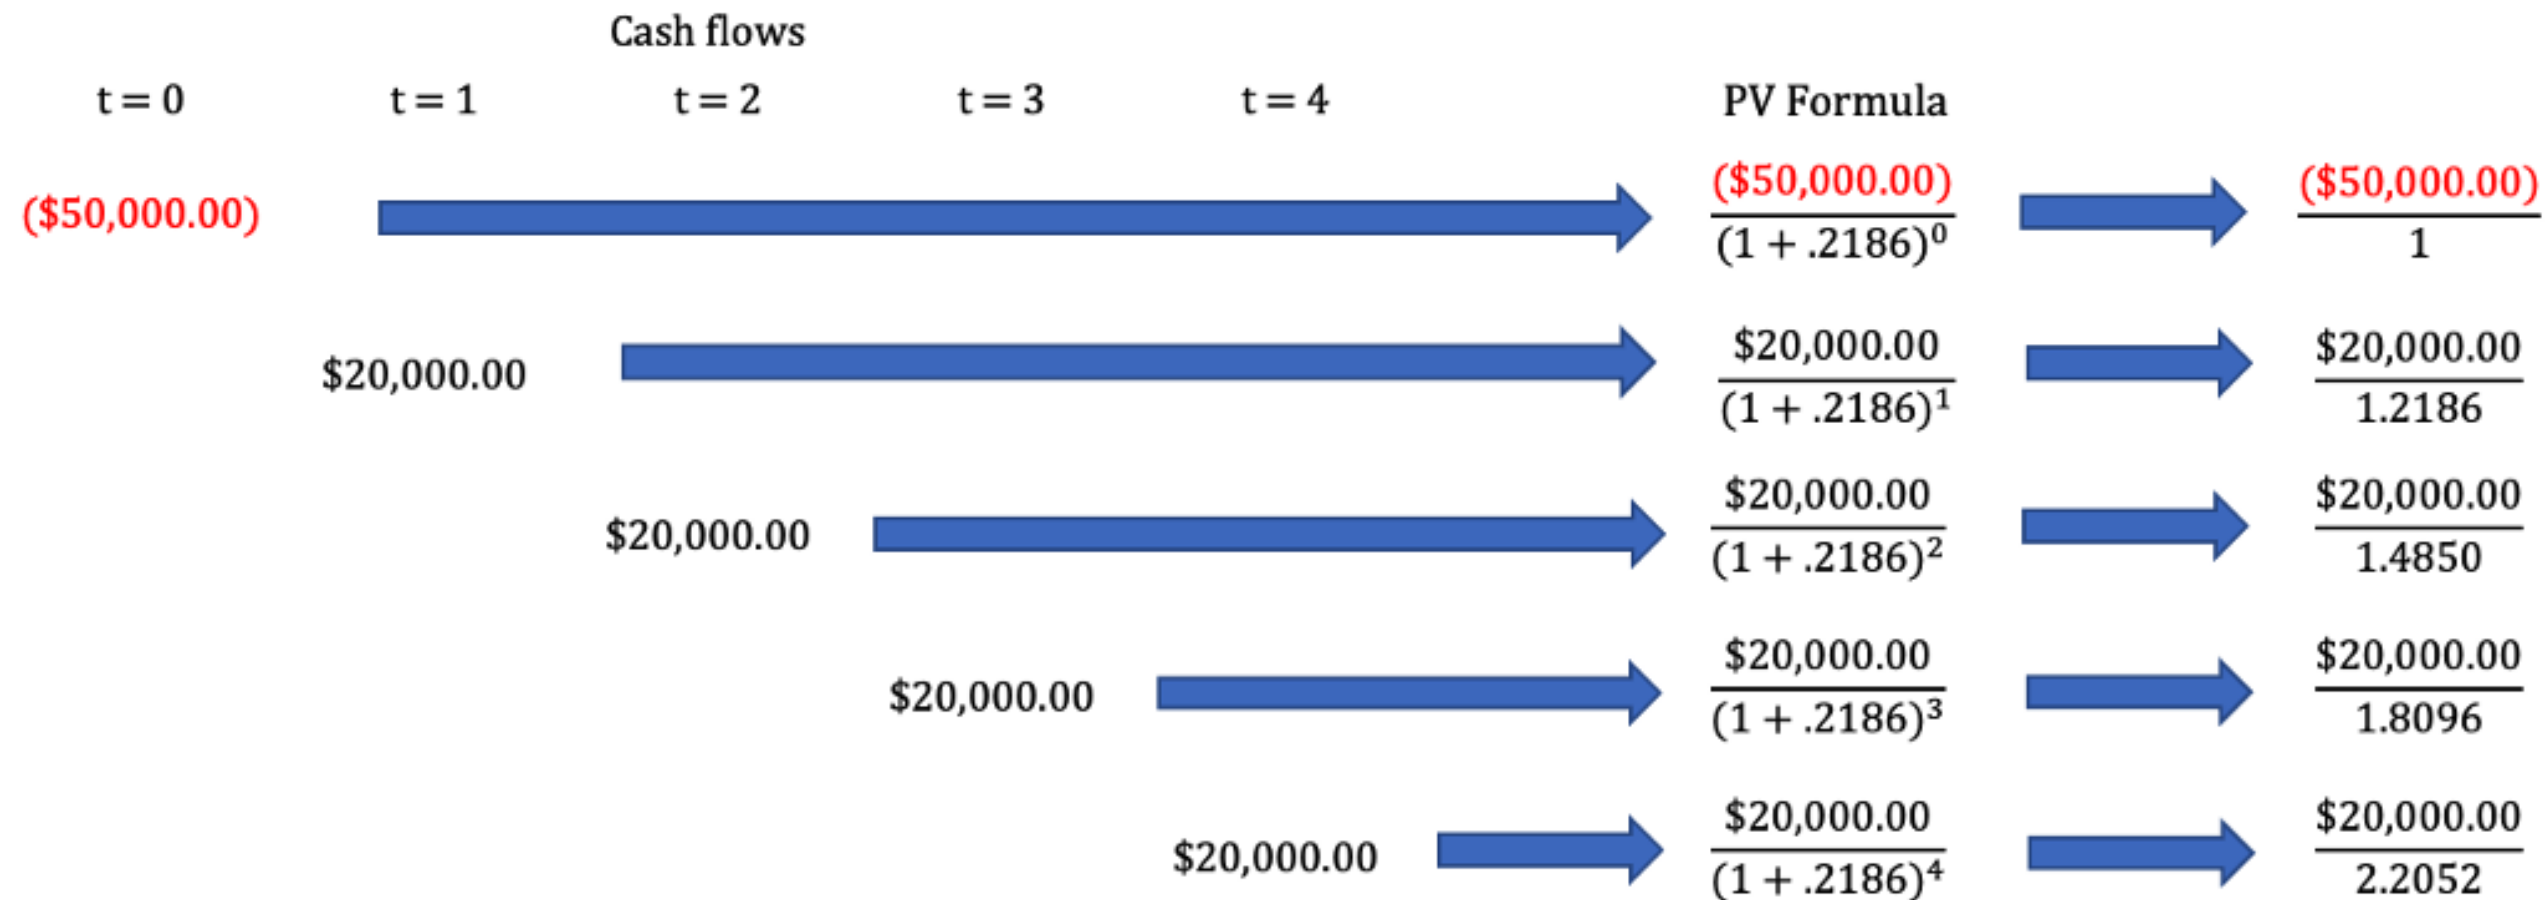 Cash flows
t = 0 t = 1 t = 2 t = 3 t = 4 PV Formula
($50,000.00) ($50,000.00) ($50,000.00)
(1 + .2186)⁰ 1
$20,000.00 $20,000.00 $20,000.00
(1 + .2186)¹ 1.2186
$20,000.00 $20,000.00 $20,000.00
(1 + .2186)² 1.4850
$20,000.00 $20,000.00 $20,000.00
(1 + .2186)³ 1.8096
$20,000.00 $20,000.00 $20,000.00
(1 + .2186)⁴ 2.2052